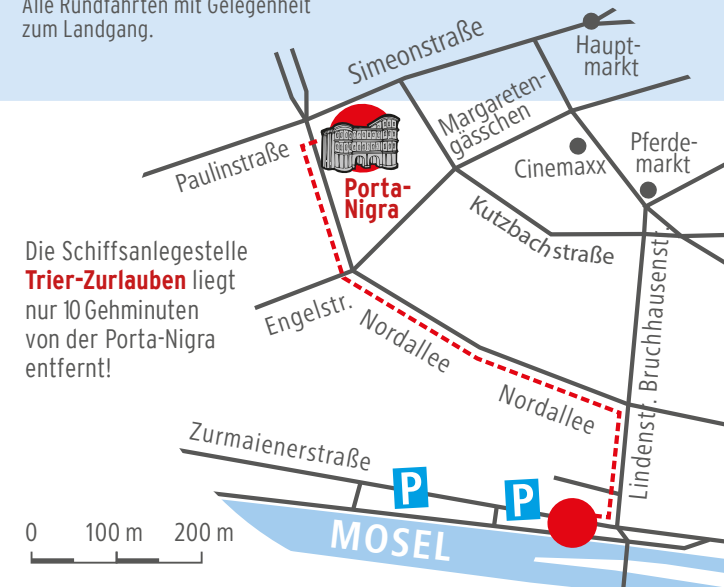 Alle Rundfahrten mit Gelegenheit
zum Landgang.
Simeonstraße
Haupt-
markt
Margareten-
gässchen
Paulinstraße
Cinemaxx
Pferde-
markt
Porta-
Nigra
Kutzbachstraße
Die Schiffsanlegestelle
Trier-Zurlauben liegt
nur 10 Gehminuten
von der Porta-Nigra
entfernt!
Engelstr.
Nordallee
Nordallee
Lindenstr. Bruchhausenstr.
Zurmaienerstraße
P
P
0 100 m 200 m
MOSEL